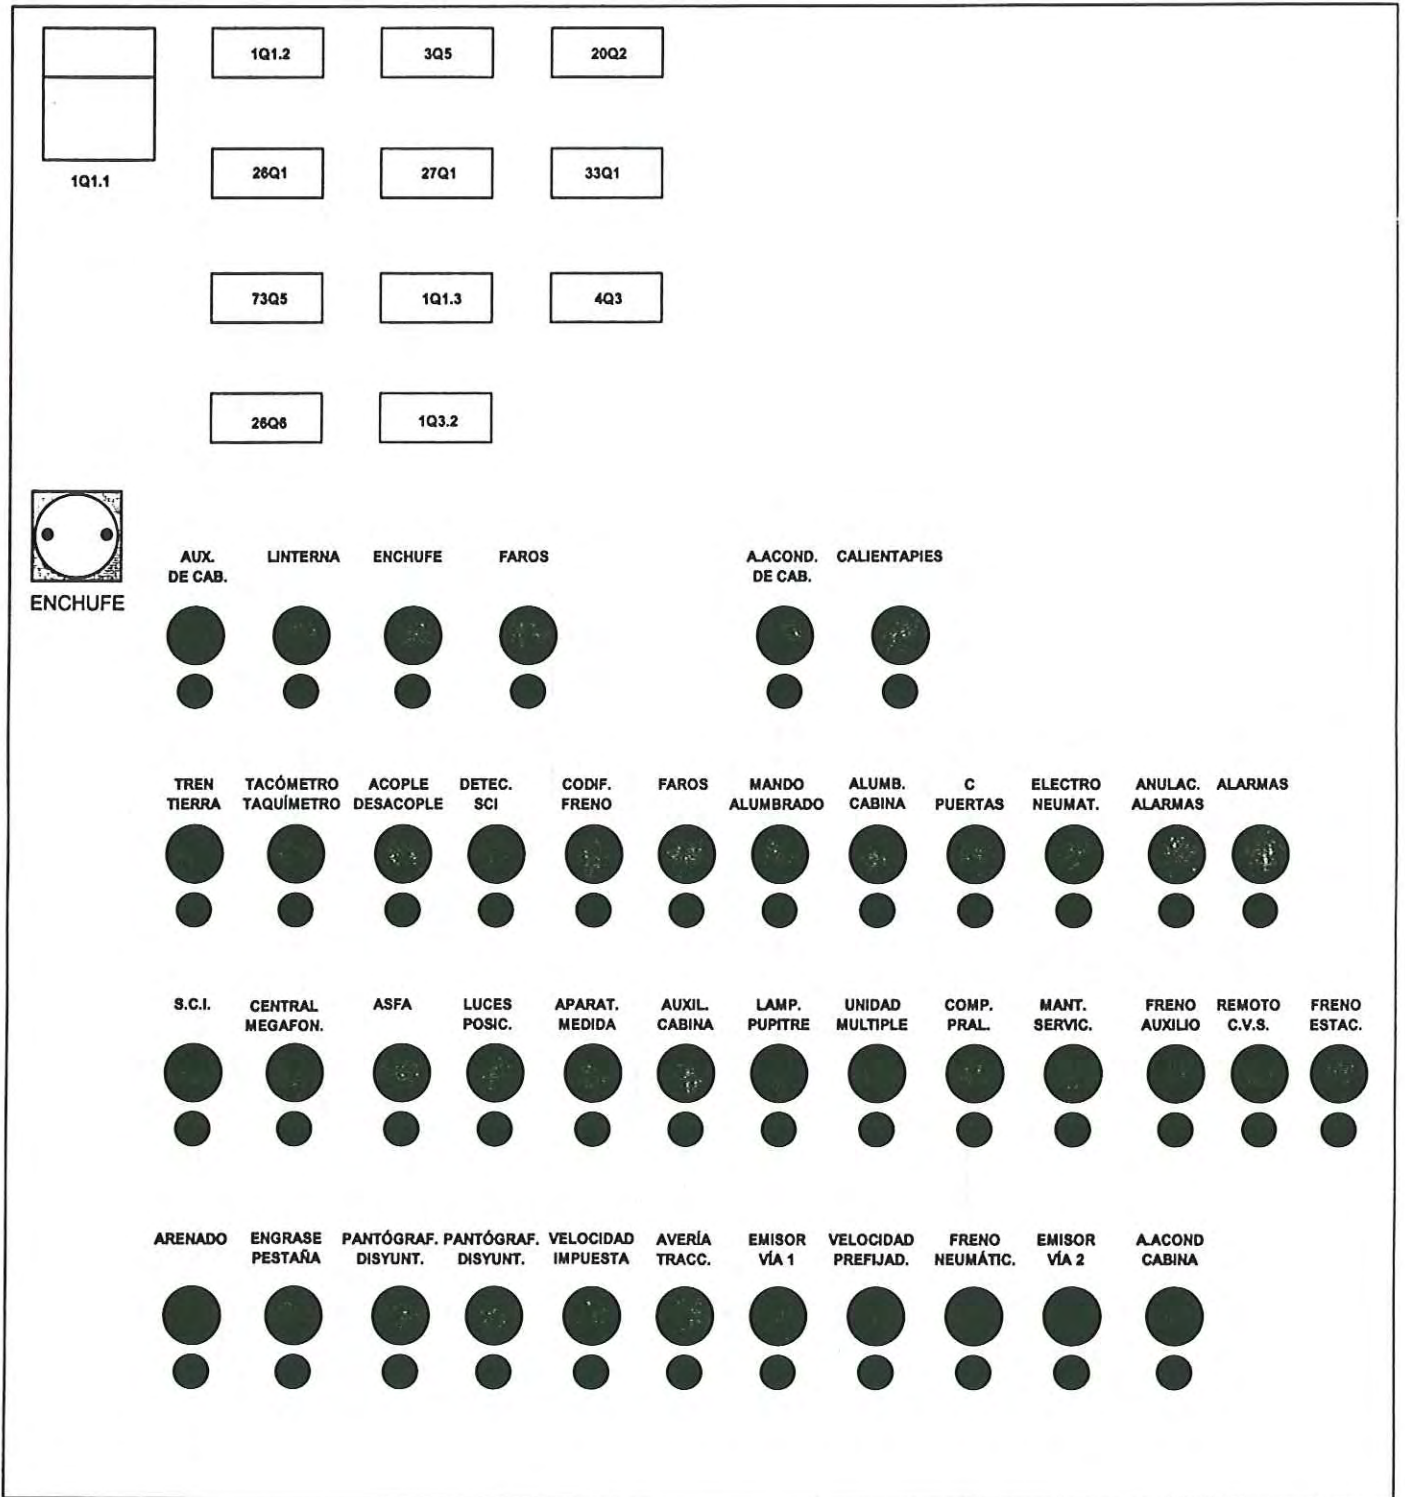 1Q1.2 3Q5 20Q2
1Q1.1
26Q1 27Q1 33Q1
73Q5 1Q1.3 4Q3
26Q6 1Q3.2
ENCHUFE
AUX. LINTERNA ENCHUFE FAROS A.ACOND. CALIENTAPIES
DE CAB. DE CAB.
TREN TACÓMETRO ACOPLE DETEC. CODIF. FAROS MANDO ALUMB. C ELECTRO ANULAC. ALARMAS
TIERRA TAQUÍMETRO DESACOPLE SCI FRENO ALUMBRADO CABINA PUERTAS NEUMAT. ALARMAS
S.C.I. CENTRAL ASFA LUCES APARAT. AUXIL. LAMP. UNIDAD COMP. MANT. FRENO REMOTO FRENO
MEGAFON. POSIC. MEDIDA CABINA PUPITRE MULTIPLE PRAL. SERVIC. AUXILIO C.V.S. ESTAC.
ARENADO ENGRASE PANTÓGRAF. PANTÓGRAF. VELOCIDAD AVERÍA EMISOR VELOCIDAD FRENO EMISOR A.ACOND
PESTAÑA DISYUNT. DISYUNT. IMPUESTA TRACC. VÍA 1 PREFIJAD. NEUMÁTIC. VÍA 2 CABINA